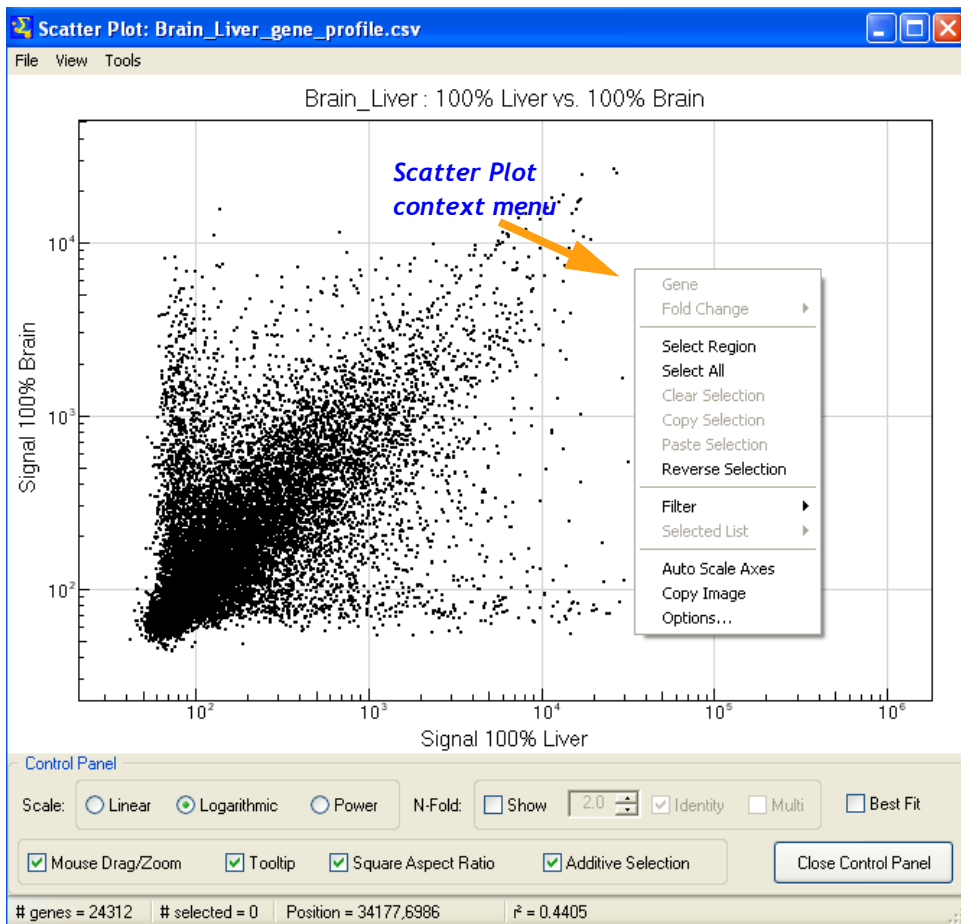 Scatter Plot: Brain_Liver_gene_profile.csv
File View Tools
Brain_Liver : 100% Liver vs. 100% Brain
Scatter Plot
context menu
Gene
Fold Change
Select Region
Select All
Clear Selection
Copy Selection
Paste Selection
Reverse Selection
Filter
Selected List
Auto Scale Axes
Copy Image
Options...
Signal 100% Brain
10⁴
10³
10²
10² 10³ 10⁴ 10⁵ 10⁶
Signal 100% Liver
Control Panel
Scale: Linear Logarithmic Power N-Fold: Show 2.0 Identity Multi Best Fit
Mouse Drag/Zoom Tooltip Square Aspect Ratio Additive Selection Close Control Panel
# genes = 24312 # selected = 0 Position = 34177,6986 r² = 0.4405